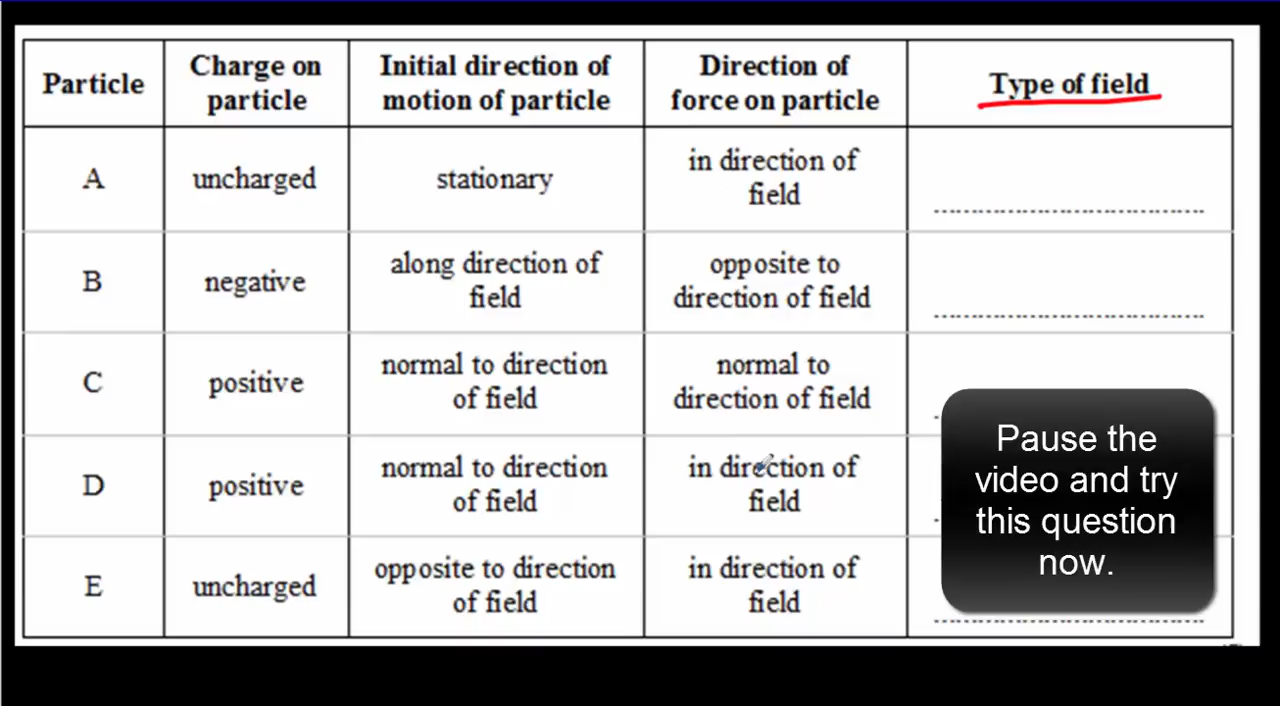 Particle
Charge on
particle
Initial direction of
motion of particle
Direction of
force on particle
Type of field
A
uncharged
stationary
in direction of
field
B
negative
along direction of
field
opposite to
direction of field
C
positive
normal to direction
of field
normal to
direction of field
D
positive
normal to direction
of field
in direction of
field
E
uncharged
opposite to direction
of field
in direction of
field
Pause the
video and try
this question
now.